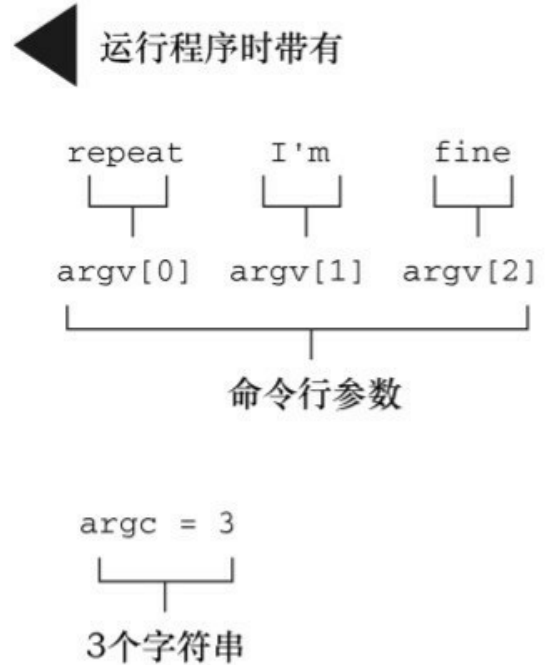 运行程序时带有
repeat I'm fine
argv[0] argv[1] argv[2]
命令行参数
argc = 3
3个字符串